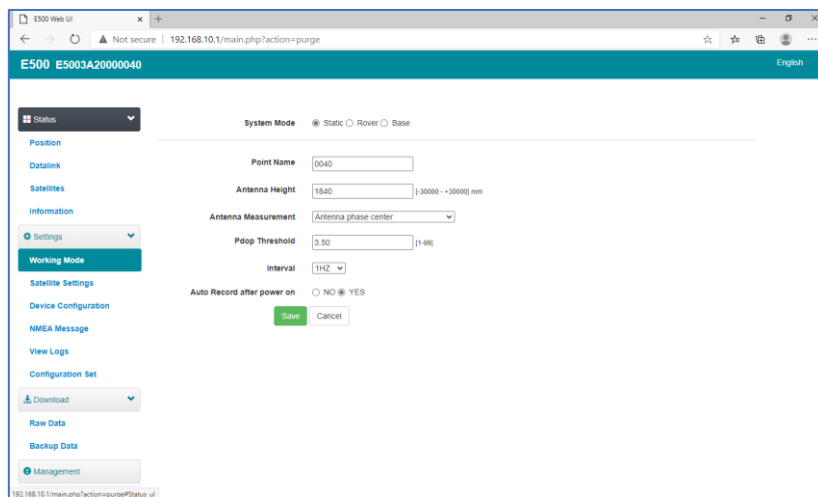 E500 Web UI
Not secure | 192.168.10.1/main.php?action=purge
E500 E5003A20000040
English
Status
Position
Datalink
Satellites
Information
Settings
Working Mode
Satellite Settings
Device Configuration
NMEA Message
View Logs
Configuration Set
Download
Raw Data
Backup Data
Management
System Mode Static Rover Base
Point Name 0040
Antenna Height 1840 [-30000 - +30000] mm
Antenna Measurement Antenna phase center
Pdop Threshold 3.50 [1-99]
Interval 1HZ
Auto Record after power on NO YES
Save Cancel
192.168.10.1/main.php?action=purge#Status_ul